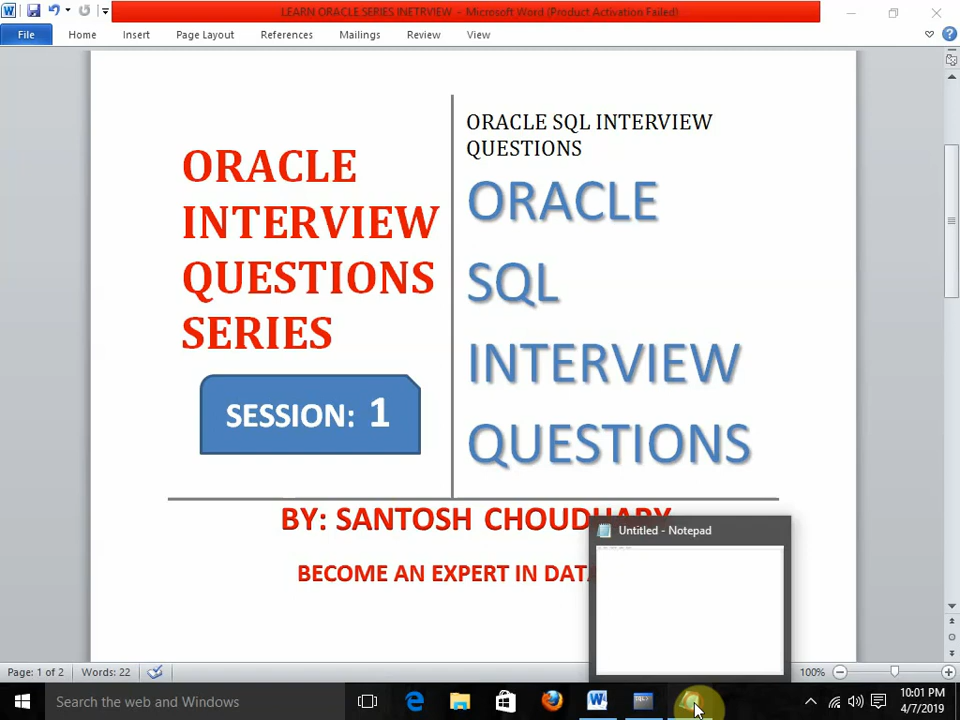 LEARN ORACLE SERIES INETRVIEW - Microsoft Word (Product Activation Failed)
File Home Insert Page Layout References Mailings Review View
ORACLE
INTERVIEW
QUESTIONS
SERIES
SESSION: 1
ORACLE SQL INTERVIEW
QUESTIONS
ORACLE
SQL
INTERVIEW
QUESTIONS
BY: SANTOSH CHOUDHARY
BECOME AN EXPERT IN
Untitled - Notepad
Page: 1 of 2 Words: 22 100%
Search the web and Windows
10:01 PM
4/7/2019